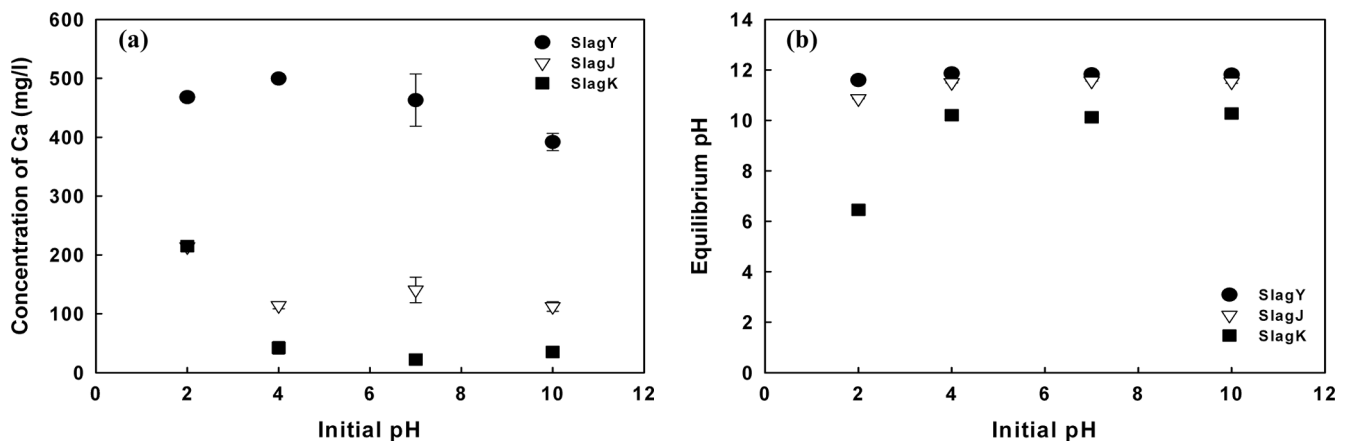 (a)
Concentration of Ca (mg/l)
600
500
400
300
200
100
0
SlagY
SlagJ
SlagK
0 2 4 6 8 10 12
Initial pH
(b)
Equilibrium pH
14
12
10
8
6
4
2
0
SlagY
SlagJ
SlagK
0 2 4 6 8 10 12
Initial pH